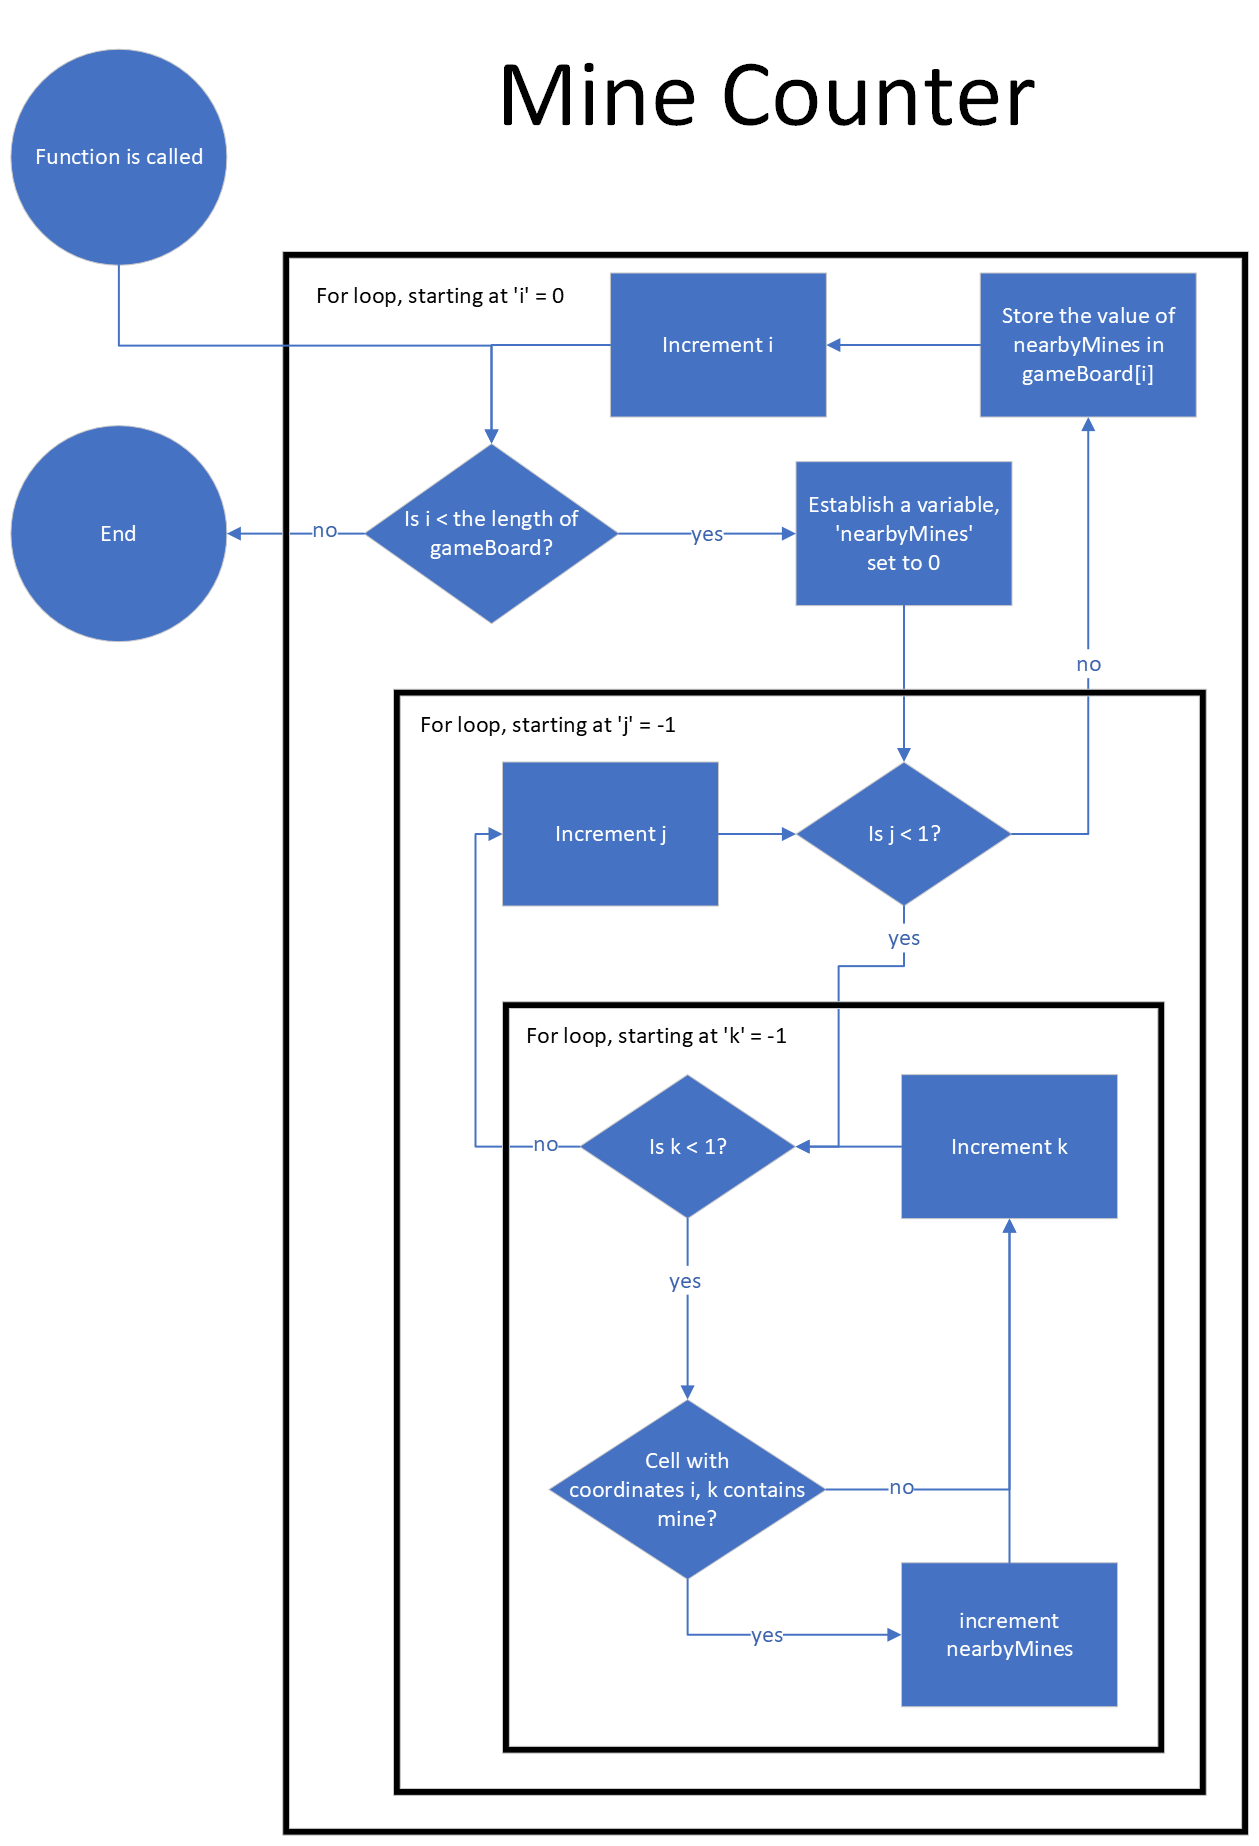 Mine Counter
Function is called
For loop, starting at 'i' = 0
Increment i
Store the value of
nearbyMines in
gameBoard[i]
End
no
Is i < the length of
gameBoard?
yes
Establish a variable,
'nearbyMines'
set to 0
no
For loop, starting at 'j' = -1
Increment j
Is j < 1?
yes
For loop, starting at 'k' = -1
no
Is k < 1?
Increment k
yes
Cell with
coordinates i, k contains
mine?
no
yes
increment
nearbyMines